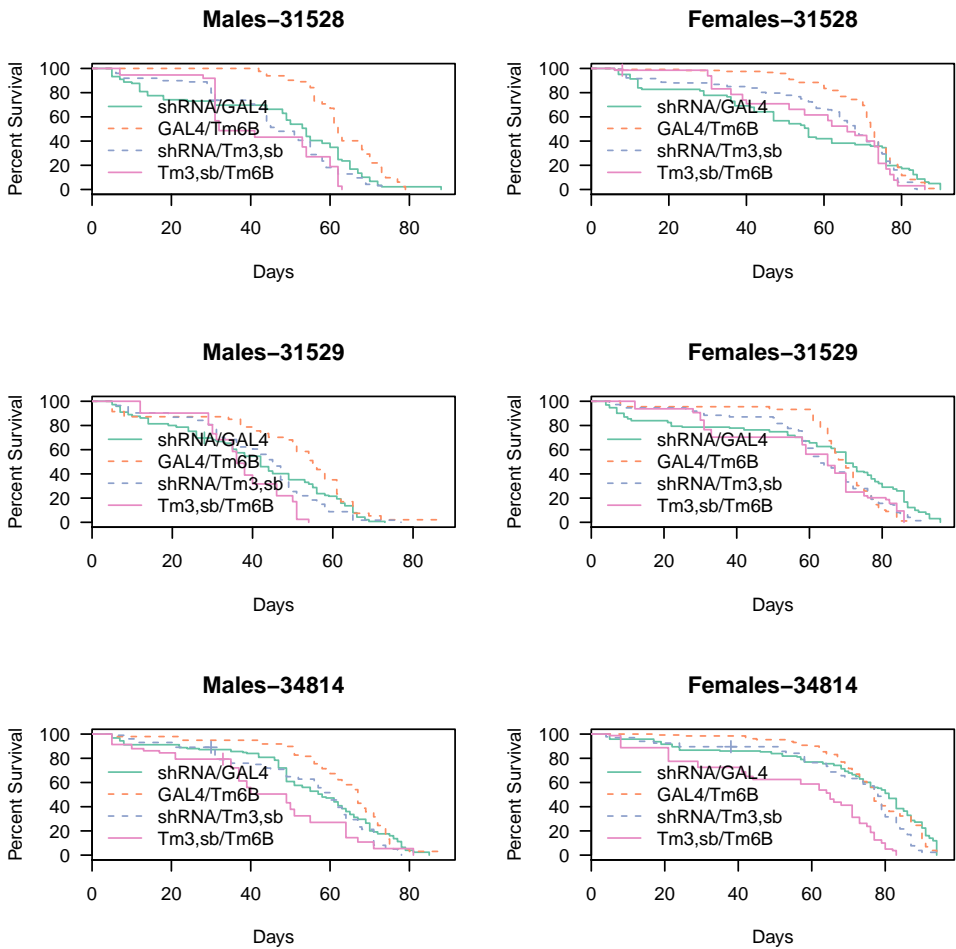 Males−31528
Percent Survival
100
80
60
40
20
0
shRNA/GAL4
GAL4/Tm6B
shRNA/Tm3,sb
Tm3,sb/Tm6B
0 20 40 60 80
Days
Females−31528
Percent Survival
100
80
60
40
20
0
shRNA/GAL4
GAL4/Tm6B
shRNA/Tm3,sb
Tm3,sb/Tm6B
0 20 40 60 80
Days
Males−31529
Percent Survival
100
80
60
40
20
0
shRNA/GAL4
GAL4/Tm6B
shRNA/Tm3,sb
Tm3,sb/Tm6B
0 20 40 60 80
Days
Females−31529
Percent Survival
100
80
60
40
20
0
shRNA/GAL4
GAL4/Tm6B
shRNA/Tm3,sb
Tm3,sb/Tm6B
0 20 40 60 80
Days
Males−34814
Percent Survival
100
80
60
40
20
0
shRNA/GAL4
GAL4/Tm6B
shRNA/Tm3,sb
Tm3,sb/Tm6B
0 20 40 60 80
Days
Females−34814
Percent Survival
100
80
60
40
20
0
shRNA/GAL4
GAL4/Tm6B
shRNA/Tm3,sb
Tm3,sb/Tm6B
0 20 40 60 80
Days